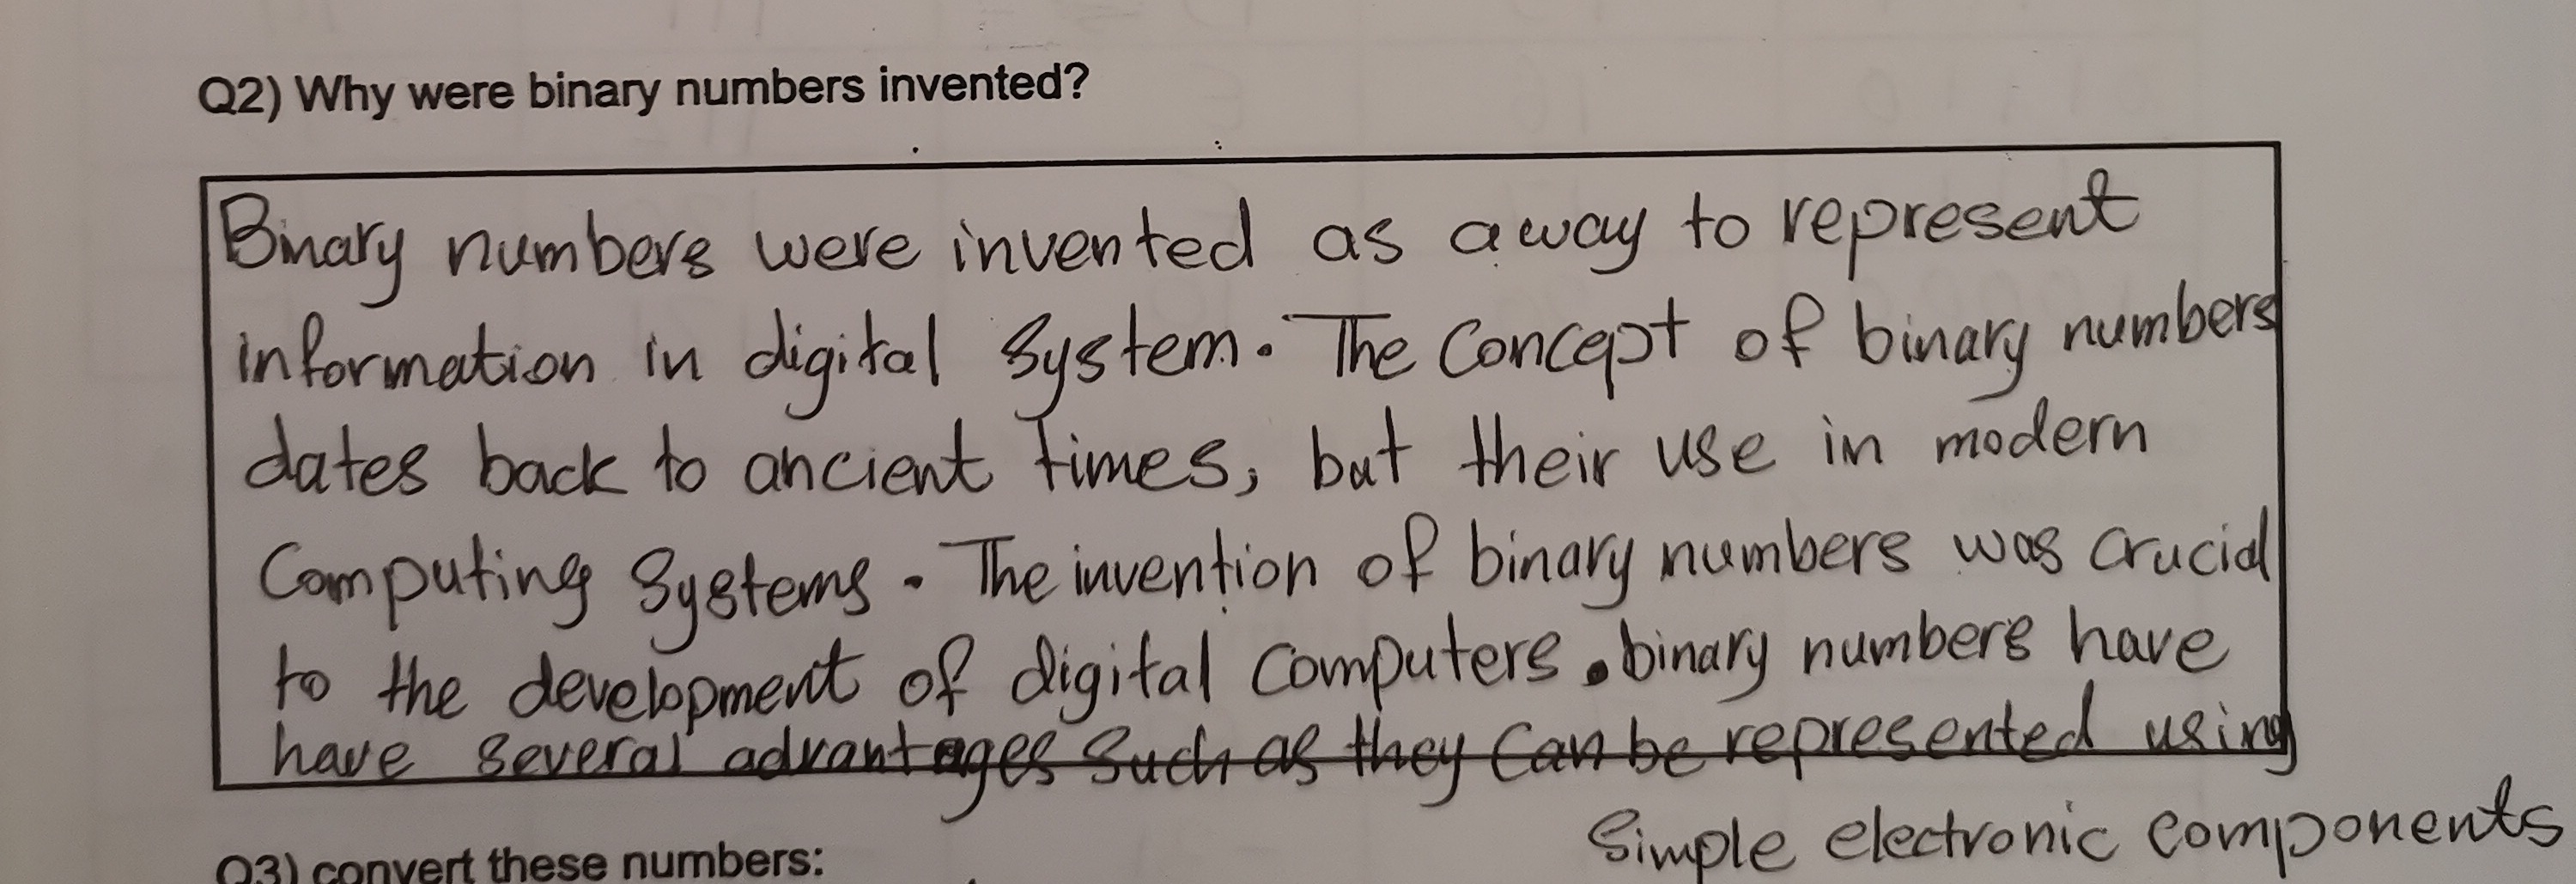 Q2) Why were binary numbers invented?
Binary numbers were invented as a way to represent
information in digital system. The Concept of binary numbers
dates back to ancient times, but their use in modern
Computing Systems. The invention of binary numbers was crucial
to the development of digital Computers. binary numbers have
have several advantages Such as they Can be represented using
Simple electronic components
Q3) convert these numbers: